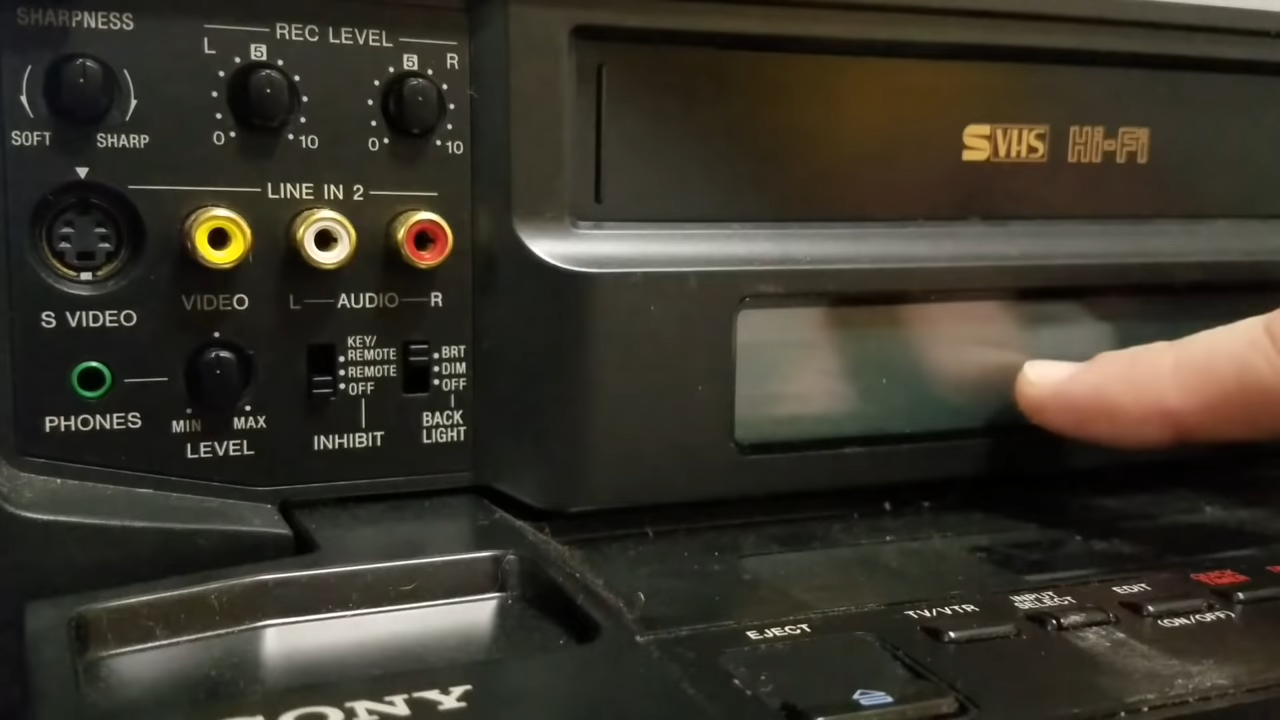 SHARPNESS
SOFT SHARP
REC LEVEL
L 5 5 R
0 10 0 10
LINE IN 2
S VIDEO
VIDEO
L AUDIO R
PHONES
MIN MAX
LEVEL
KEY/
REMOTE
REMOTE
OFF
INHIBIT
BRT
DIM
OFF
BACK
LIGHT
S VHS Hi-Fi
EJECT
TV/VTR
INPUT
SELECT
EDIT
(ON/OFF)
SONY